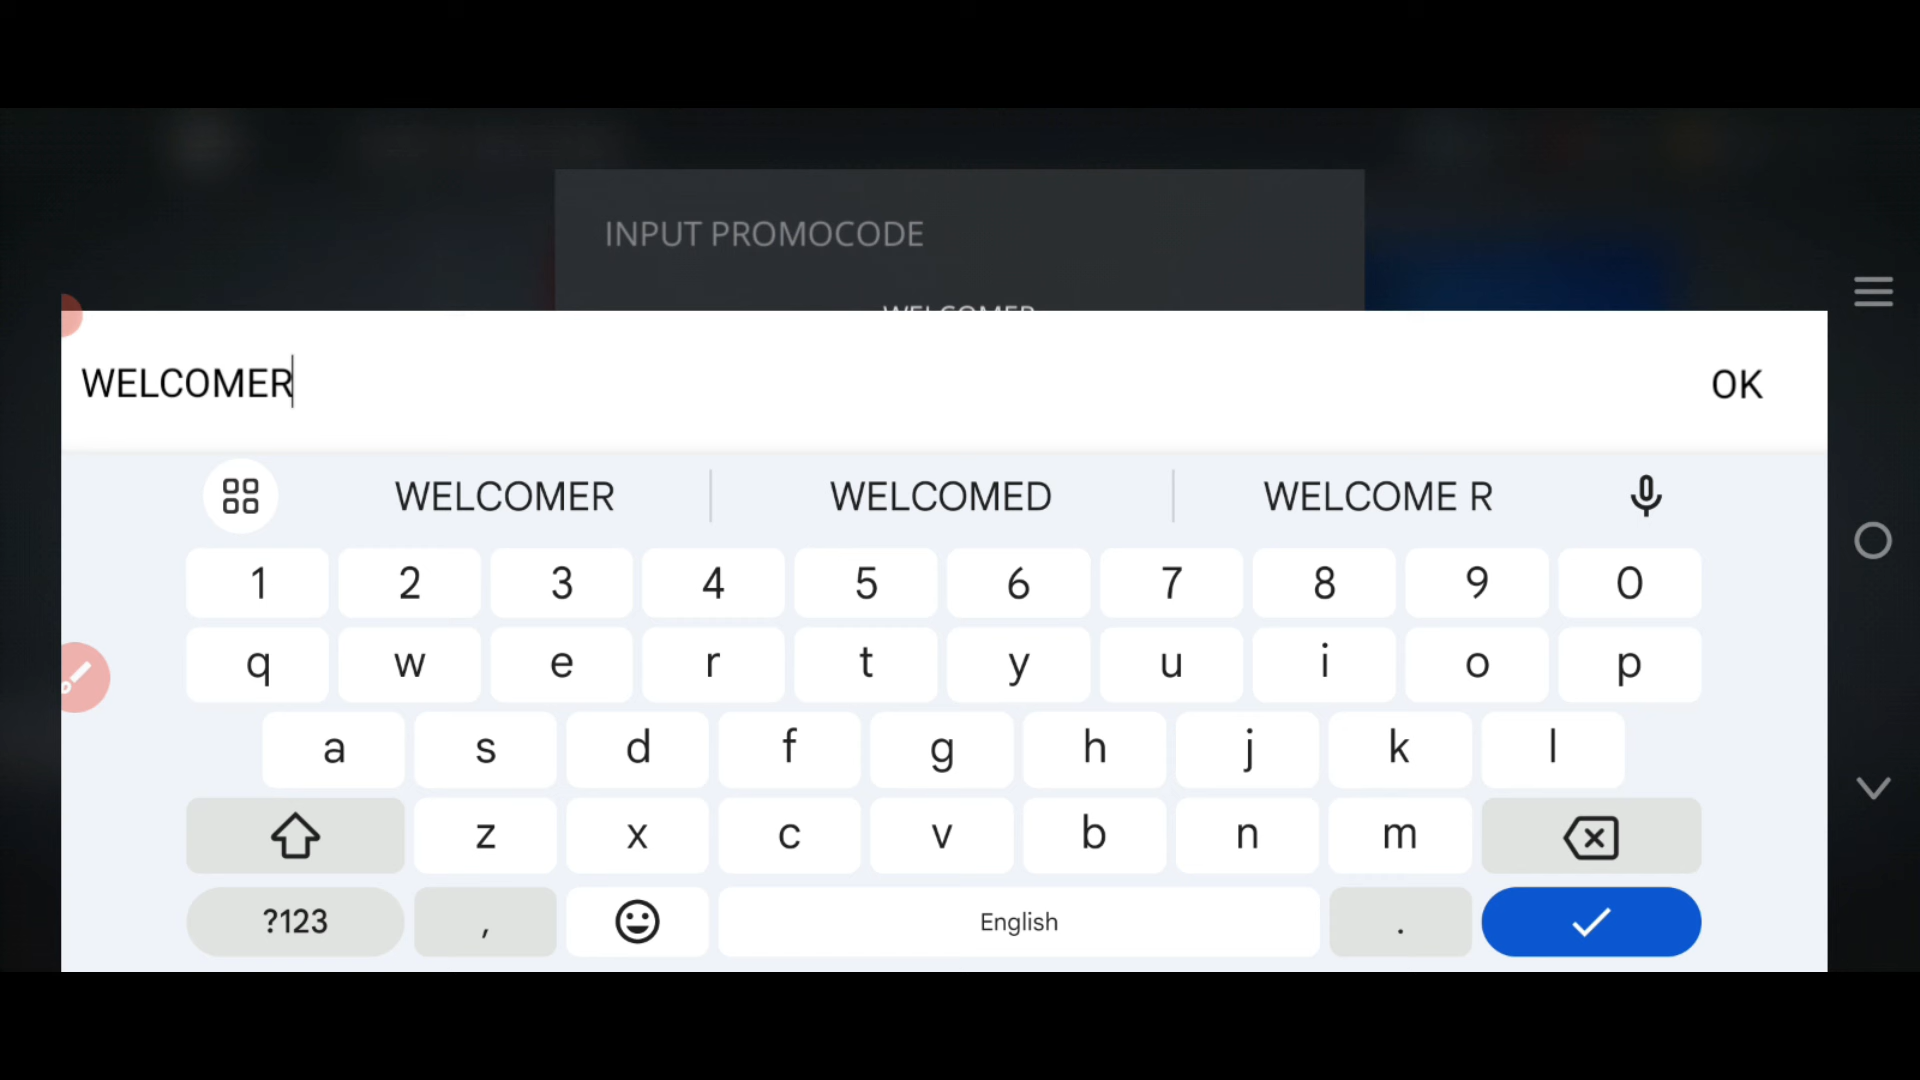 INPUT PROMOCODE
WELCOMER
WELCOMER OK
WELCOMER WELCOMED WELCOME R
1 2 3 4 5 6 7 8 9 0
q w e r t y u i o p
a s d f g h j k l
z x c v b n m
?123 , English .